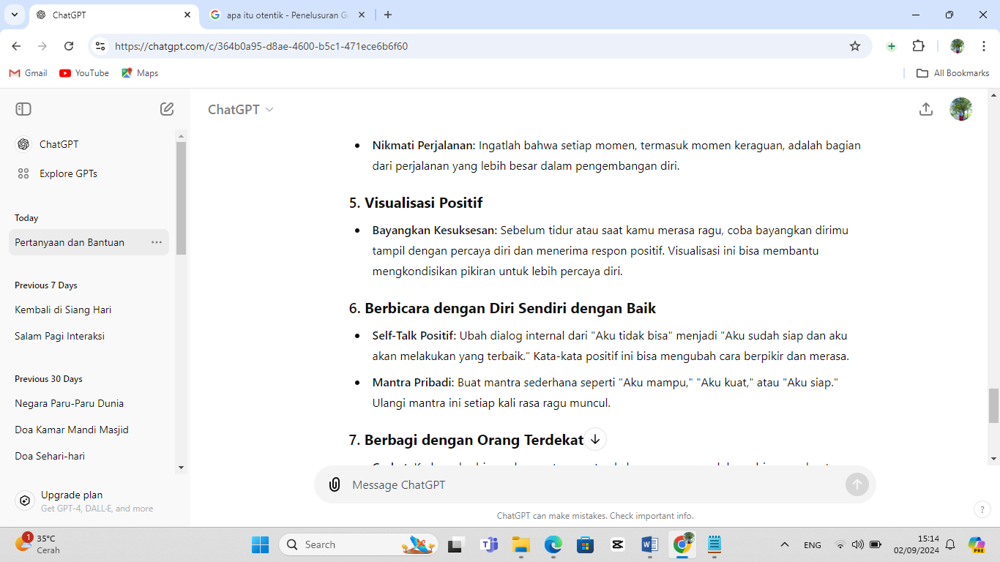 ChatGPT
apa itu otentik - Penelusuran Go
https://chatgpt.com/c/364b0a95-d8ae-4600-b5c1-471ece6b6f60
Gmail YouTube Maps All Bookmarks
ChatGPT
Explore GPTs
Today
Pertanyaan dan Bantuan
Previous 7 Days
Kembali di Siang Hari
Salam Pagi Interaksi
Previous 30 Days
Negara Paru-Paru Dunia
Doa Kamar Mandi Masjid
Doa Sehari-hari
Upgrade plan
Get GPT-4, DALL·E, and more
ChatGPT
• Nikmati Perjalanan: Ingatlah bahwa setiap momen, termasuk momen keraguan, adalah bagian
dari perjalanan yang lebih besar dalam pengembangan diri.
5. Visualisasi Positif
• Bayangkan Kesuksesan: Sebelum tidur atau saat kamu merasa ragu, coba bayangkan dirimu
tampil dengan percaya diri dan menerima respon positif. Visualisasi ini bisa membantu
mengkondisikan pikiran untuk lebih percaya diri.
6. Berbicara dengan Diri Sendiri dengan Baik
• Self-Talk Positif: Ubah dialog internal dari "Aku tidak bisa" menjadi "Aku sudah siap dan aku
akan melakukan yang terbaik." Kata-kata positif ini bisa mengubah cara berpikir dan merasa.
• Mantra Pribadi: Buat mantra sederhana seperti "Aku mampu," "Aku kuat," atau "Aku siap."
Ulangi mantra ini setiap kali rasa ragu muncul.
7. Berbagi dengan Orang Terdekat
Message ChatGPT
ChatGPT can make mistakes. Check important info.
?
1
35°C
Cerah
Search
ENG
15:14
02/09/2024
PRE